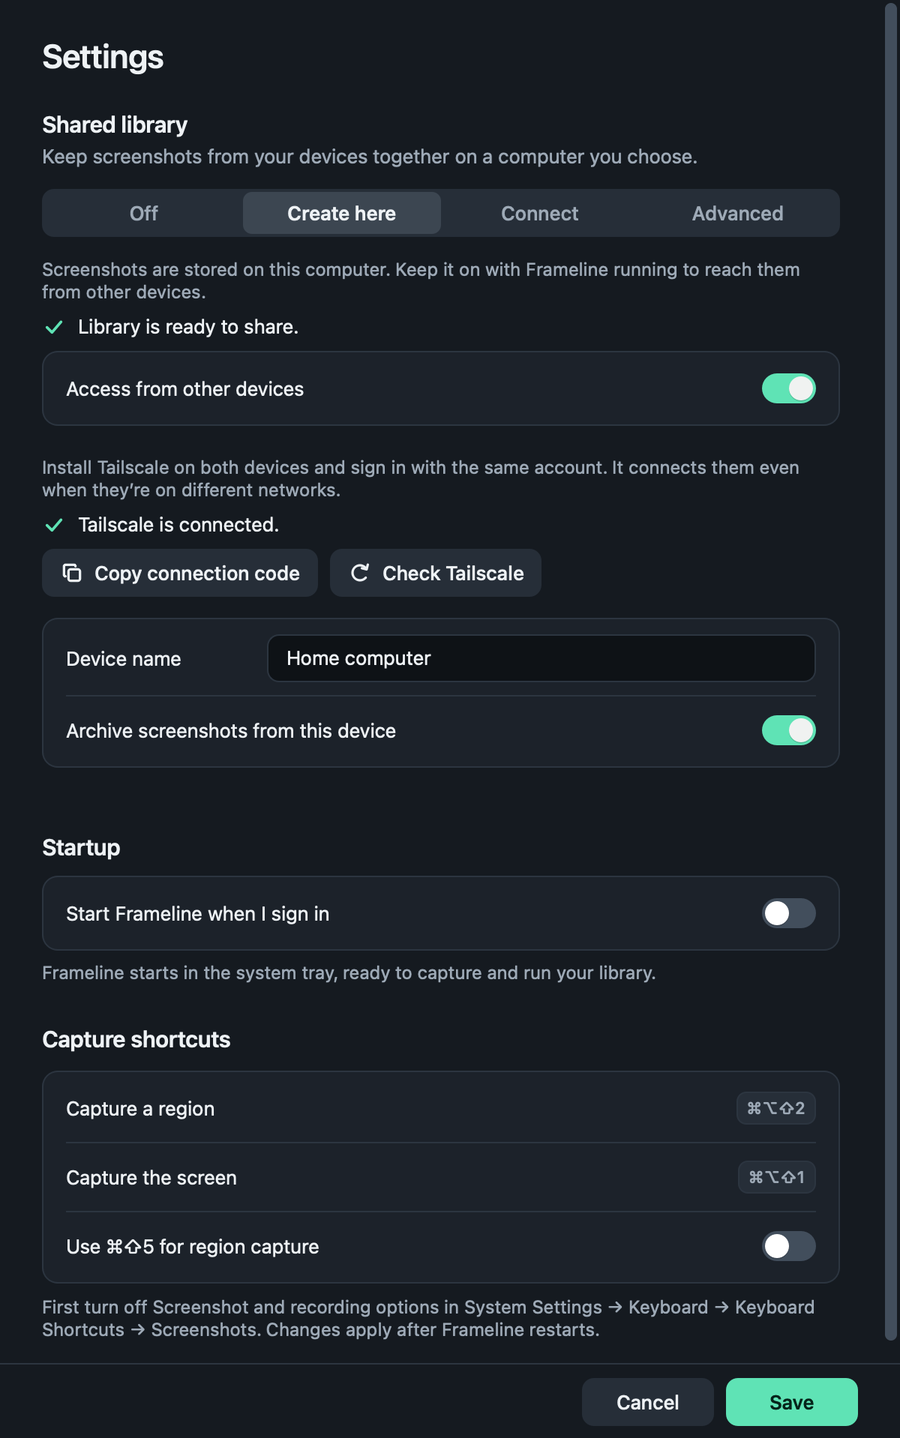 Settings
Shared library
Keep screenshots from your devices together on a computer you choose.
Off
Create here
Connect
Advanced
Screenshots are stored on this computer. Keep it on with Frameline running to reach them
from other devices.
Library is ready to share.
Access from other devices
Install Tailscale on both devices and sign in with the same account. It connects them even
when they’re on different networks.
Tailscale is connected.
Copy connection code
Check Tailscale
Device name
Home computer
Archive screenshots from this device
Startup
Start Frameline when I sign in
Frameline starts in the system tray, ready to capture and run your library.
Capture shortcuts
Capture a region
⌘⌥⇧2
Capture the screen
⌘⌥⇧1
Use ⌘⇧5 for region capture
First turn off Screenshot and recording options in System Settings → Keyboard → Keyboard
Shortcuts → Screenshots. Changes apply after Frameline restarts.
Cancel
Save